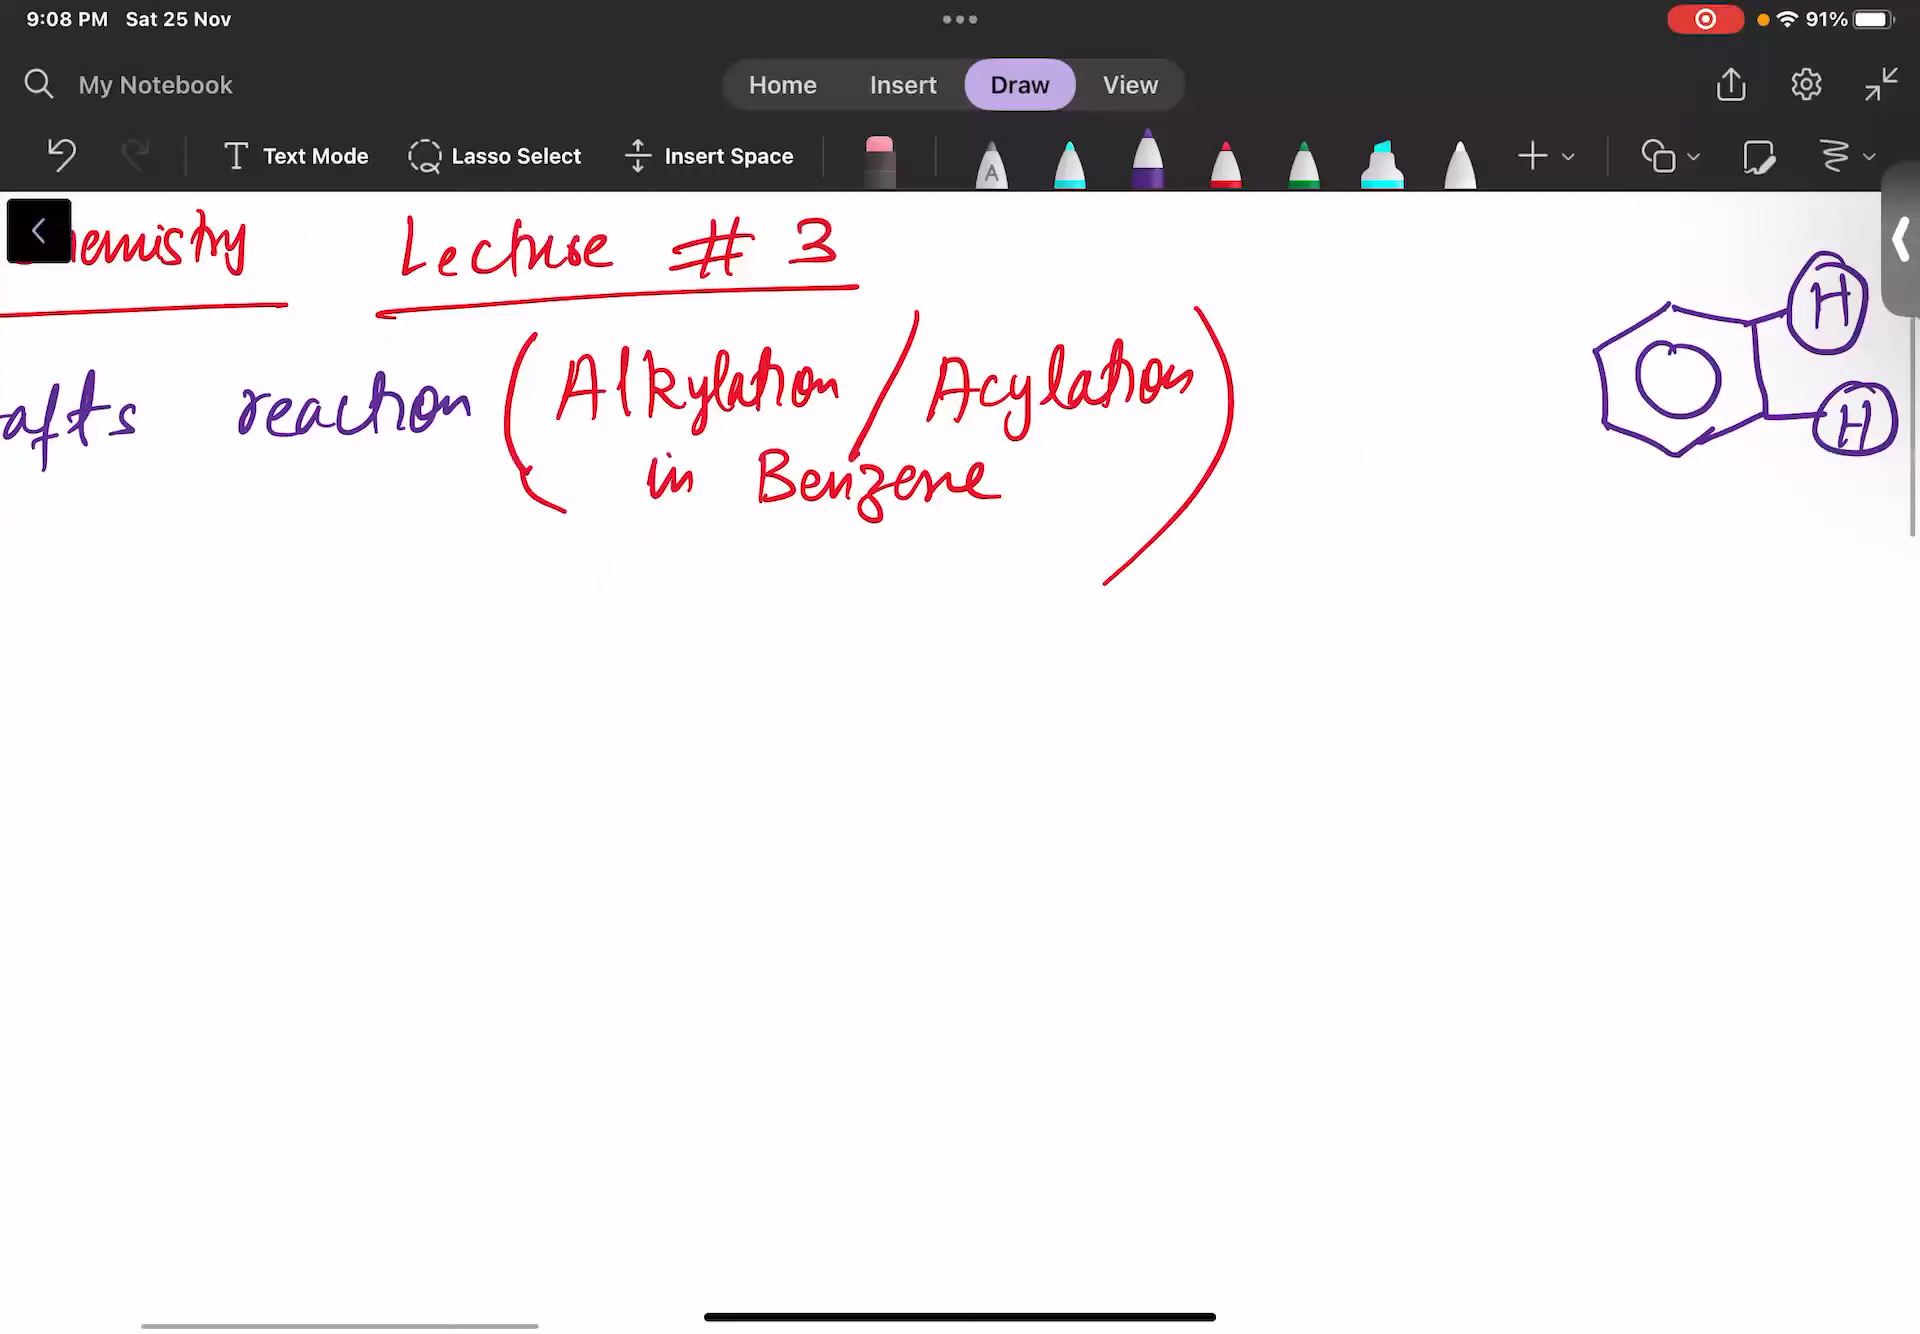 9:08 PM Sat 25 Nov
91%
My Notebook
Home Insert Draw View
Text Mode Lasso Select Insert Space
A
hemistry Lecture # 3
afts reaction (Alkylation / Acylation
in Benzene)
H
H